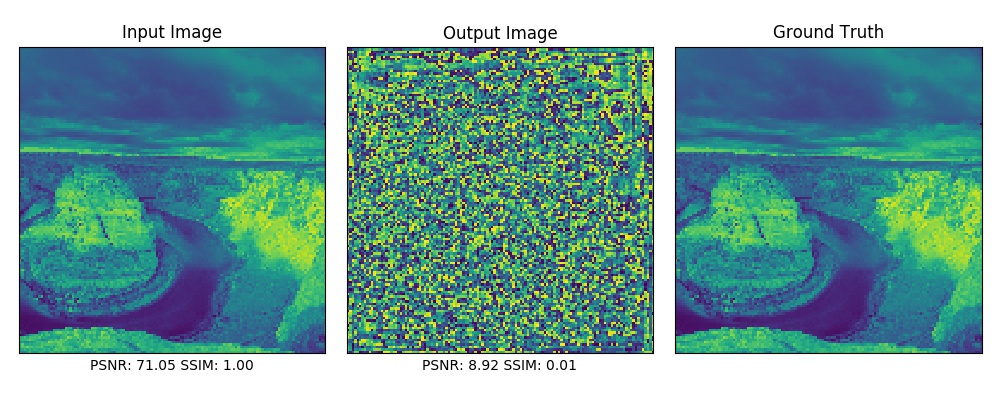 Input Image
Output Image
Ground Truth
PSNR: 71.05 SSIM: 1.00
PSNR: 8.92 SSIM: 0.01